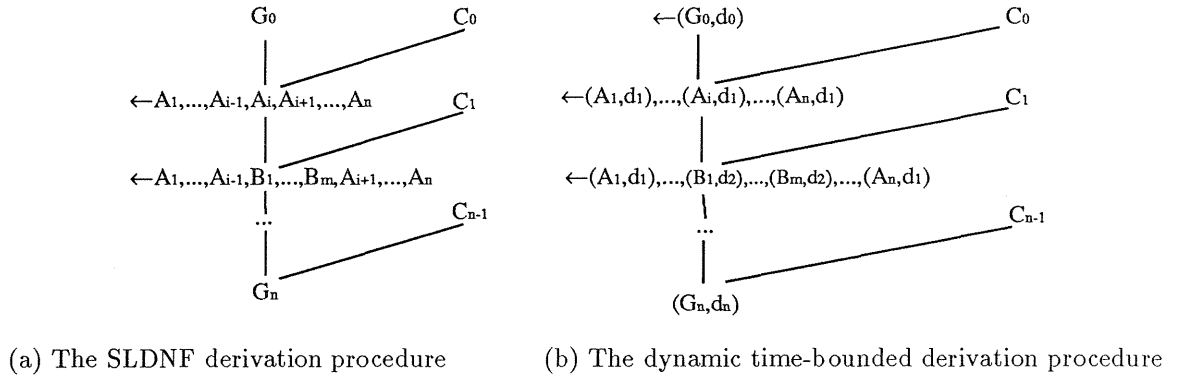 G0 C0
←A1,...,Ai-1,Ai,Ai+1,...,An
C1
←A1,...,Ai-1,B1,...,Bm,Ai+1,...,An
...
Cn-1
Gn
(a) The SLDNF derivation procedure
←(G0,d0) C0
←(A1,d1),...,(Ai,d1),...,(An,d1)
C1
←(A1,d1),...,(B1,d2),...,(Bm,d2),...,(An,d1)
...
Cn-1
(Gn,dn)
(b) The dynamic time-bounded derivation procedure